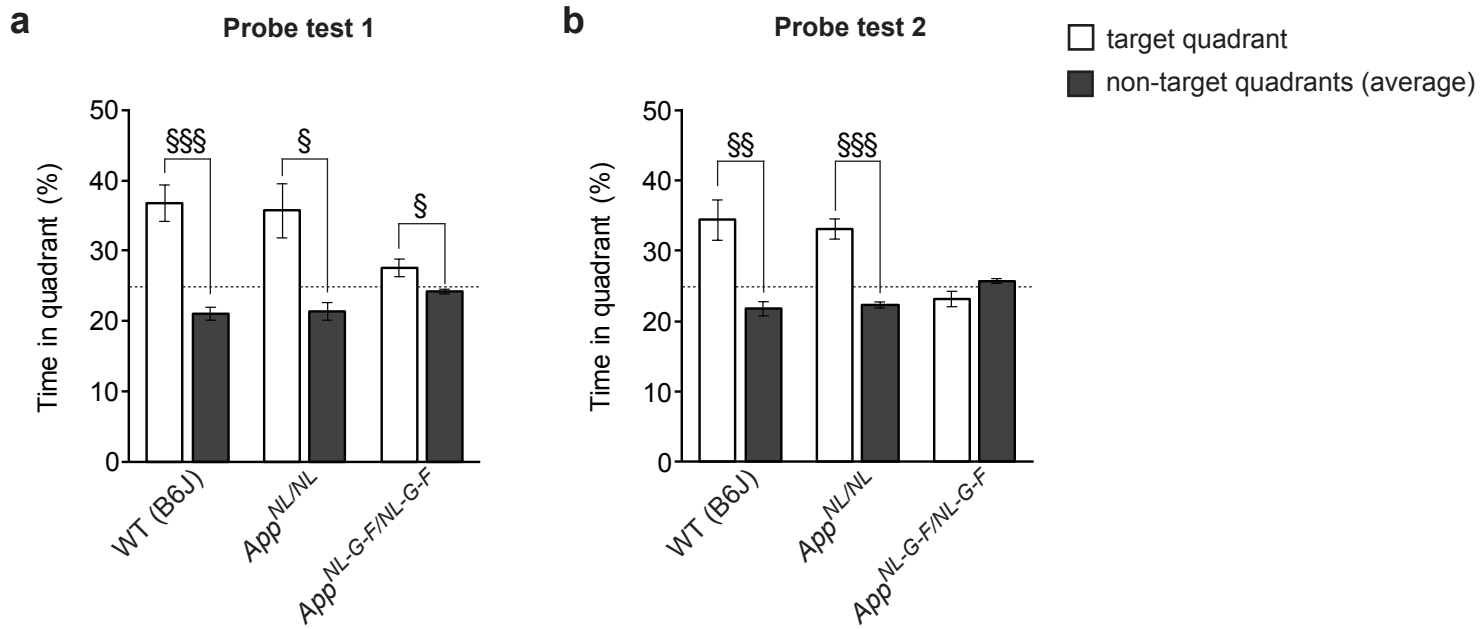 a
Probe test 1
Time in quadrant (%)
50
40
30
20
10
0
§§§
§
§
WT (B6J)
App^NL/NL
App^NL-G-F/NL-G-F
b
Probe test 2
Time in quadrant (%)
50
40
30
20
10
0
§§
§§§
WT (B6J)
App^NL/NL
App^NL-G-F/NL-G-F
target quadrant
non-target quadrants (average)